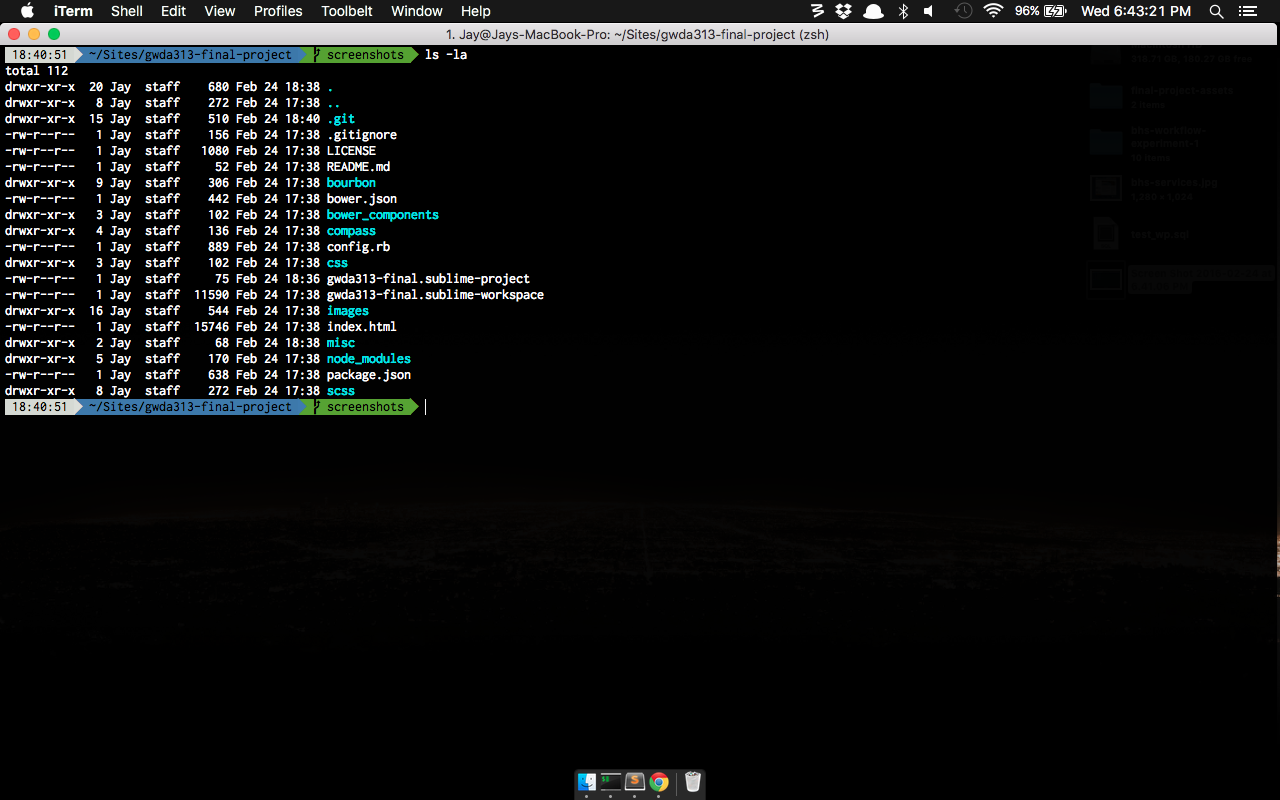 iTerm Shell Edit View Profiles Toolbelt Window Help 96% Wed 6:43:21 PM
1. Jay@Jays-MacBook-Pro: ~/Sites/gwda313-final-project (zsh)
18:40:51 ~/Sites/gwda313-final-project screenshots ls -la
total 112
drwxr-xr-x 20 Jay staff 680 Feb 24 18:38 .
drwxr-xr-x 8 Jay staff 272 Feb 24 17:38 ..
drwxr-xr-x 15 Jay staff 510 Feb 24 18:40 .git
-rw-r--r-- 1 Jay staff 156 Feb 24 17:38 .gitignore
-rw-r--r-- 1 Jay staff 1080 Feb 24 17:38 LICENSE
-rw-r--r-- 1 Jay staff 52 Feb 24 17:38 README.md
drwxr-xr-x 9 Jay staff 306 Feb 24 17:38 bourbon
-rw-r--r-- 1 Jay staff 442 Feb 24 17:38 bower.json
drwxr-xr-x 3 Jay staff 102 Feb 24 17:38 bower_components
drwxr-xr-x 4 Jay staff 136 Feb 24 17:38 compass
-rw-r--r-- 1 Jay staff 889 Feb 24 17:38 config.rb
drwxr-xr-x 3 Jay staff 102 Feb 24 17:38 css
-rw-r--r-- 1 Jay staff 75 Feb 24 18:36 gwda313-final.sublime-project
-rw-r--r-- 1 Jay staff 11590 Feb 24 17:38 gwda313-final.sublime-workspace
drwxr-xr-x 16 Jay staff 544 Feb 24 17:38 images
-rw-r--r-- 1 Jay staff 15746 Feb 24 17:38 index.html
drwxr-xr-x 2 Jay staff 68 Feb 24 18:38 misc
drwxr-xr-x 5 Jay staff 170 Feb 24 17:38 node_modules
-rw-r--r-- 1 Jay staff 638 Feb 24 17:38 package.json
drwxr-xr-x 8 Jay staff 272 Feb 24 17:38 scss
18:40:51 ~/Sites/gwda313-final-project screenshots
final-project-assets
bhs-workflow-
experiment-1
bhs-services.jpg
test_wp.sql